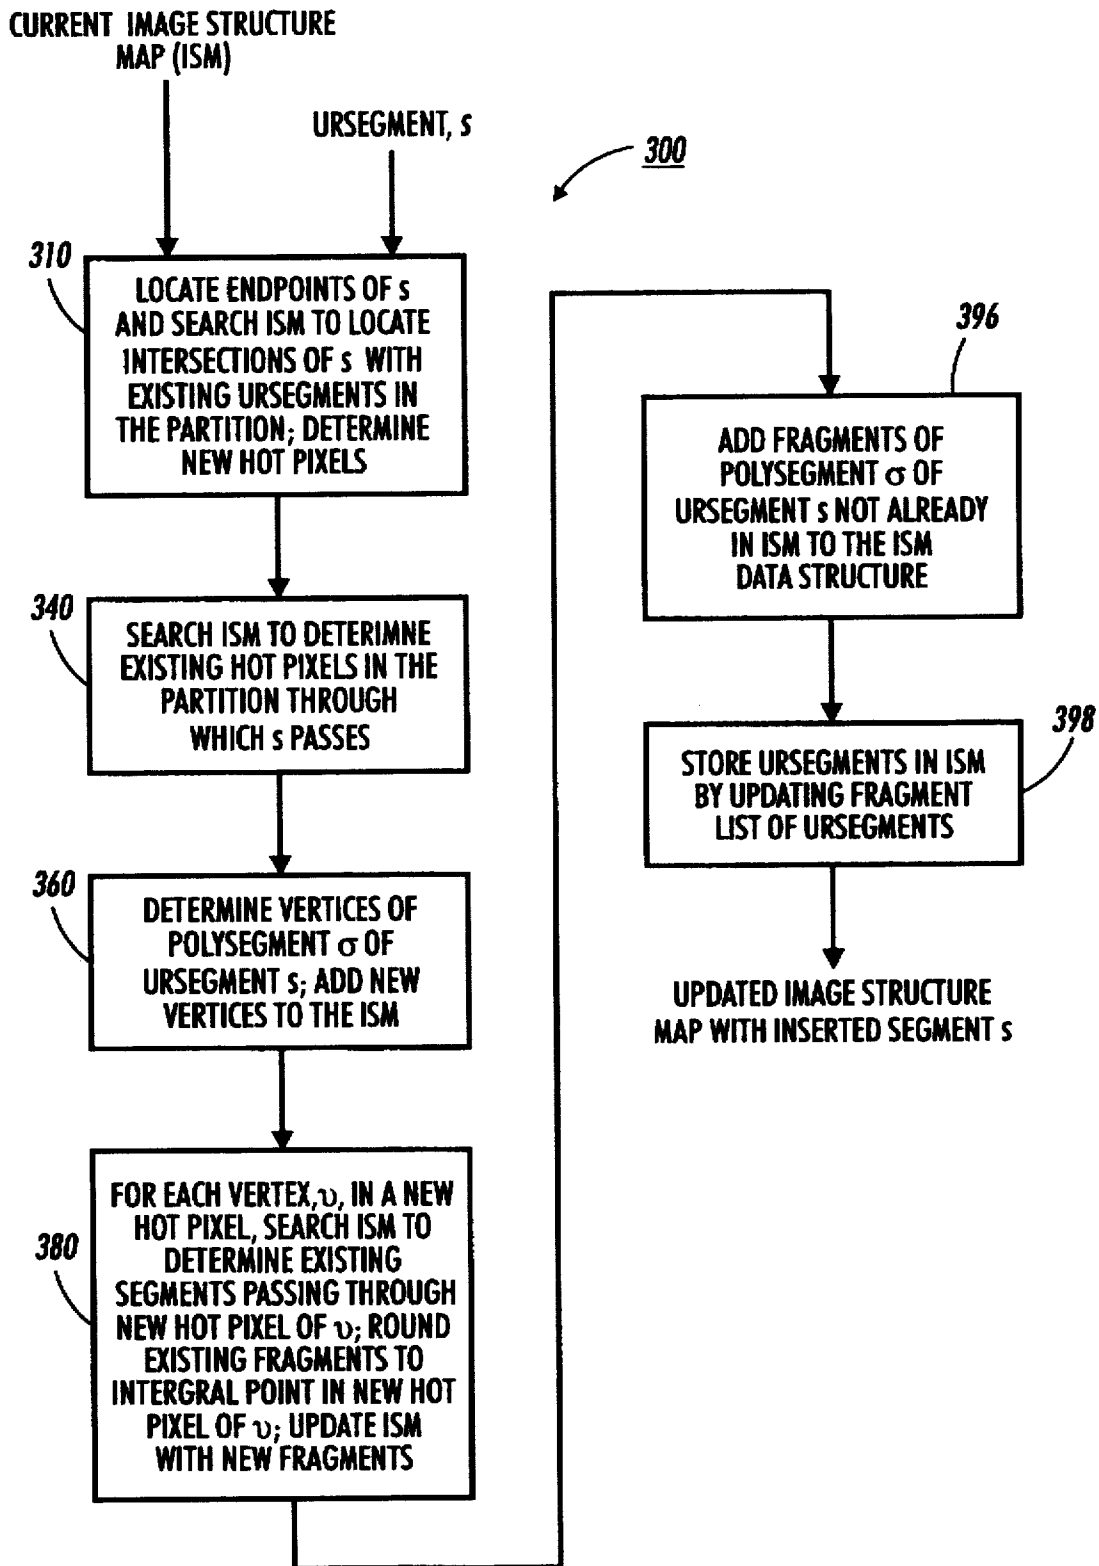 CURRENT IMAGE STRUCTURE
MAP (ISM)
URSEGMENT, s
300
310
LOCATE ENDPOINTS OF s
AND SEARCH ISM TO LOCATE
INTERSECTIONS OF s WITH
EXISTING URSEGMENTS IN
THE PARTITION; DETERMINE
NEW HOT PIXELS
340
SEARCH ISM TO DETERIMNE
EXISTING HOT PIXELS IN THE
PARTITION THROUGH
WHICH s PASSES
360
DETERMINE VERTICES OF
POLYSEGMENT σ OF
URSEGMENT s; ADD NEW
VERTICES TO THE ISM
380
FOR EACH VERTEX, υ, IN A NEW
HOT PIXEL, SEARCH ISM TO
DETERMINE EXISTING
SEGMENTS PASSING THROUGH
NEW HOT PIXEL OF υ; ROUND
EXISTING FRAGMENTS TO
INTERGRAL POINT IN NEW HOT
PIXEL OF υ; UPDATE ISM
WITH NEW FRAGMENTS
396
ADD FRAGMENTS OF
POLYSEGMENT σ OF
URSEGMENT s NOT ALREADY
IN ISM TO THE ISM
DATA STRUCTURE
398
STORE URSEGMENTS IN ISM
BY UPDATING FRAGMENT
LIST OF URSEGMENTS
UPDATED IMAGE STRUCTURE
MAP WITH INSERTED SEGMENT s